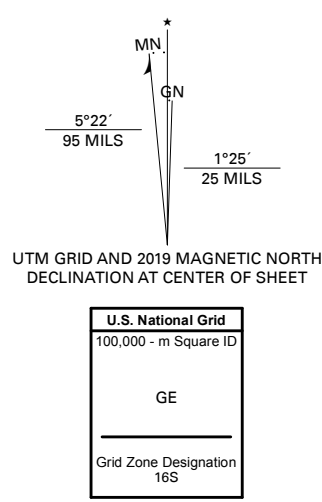 ★
MN
GN
5°22´
95 MILS
1°25´
25 MILS
UTM GRID AND 2019 MAGNETIC NORTH
DECLINATION AT CENTER OF SHEET
U.S. National Grid
100,000 - m Square ID
GE
Grid Zone Designation
16S